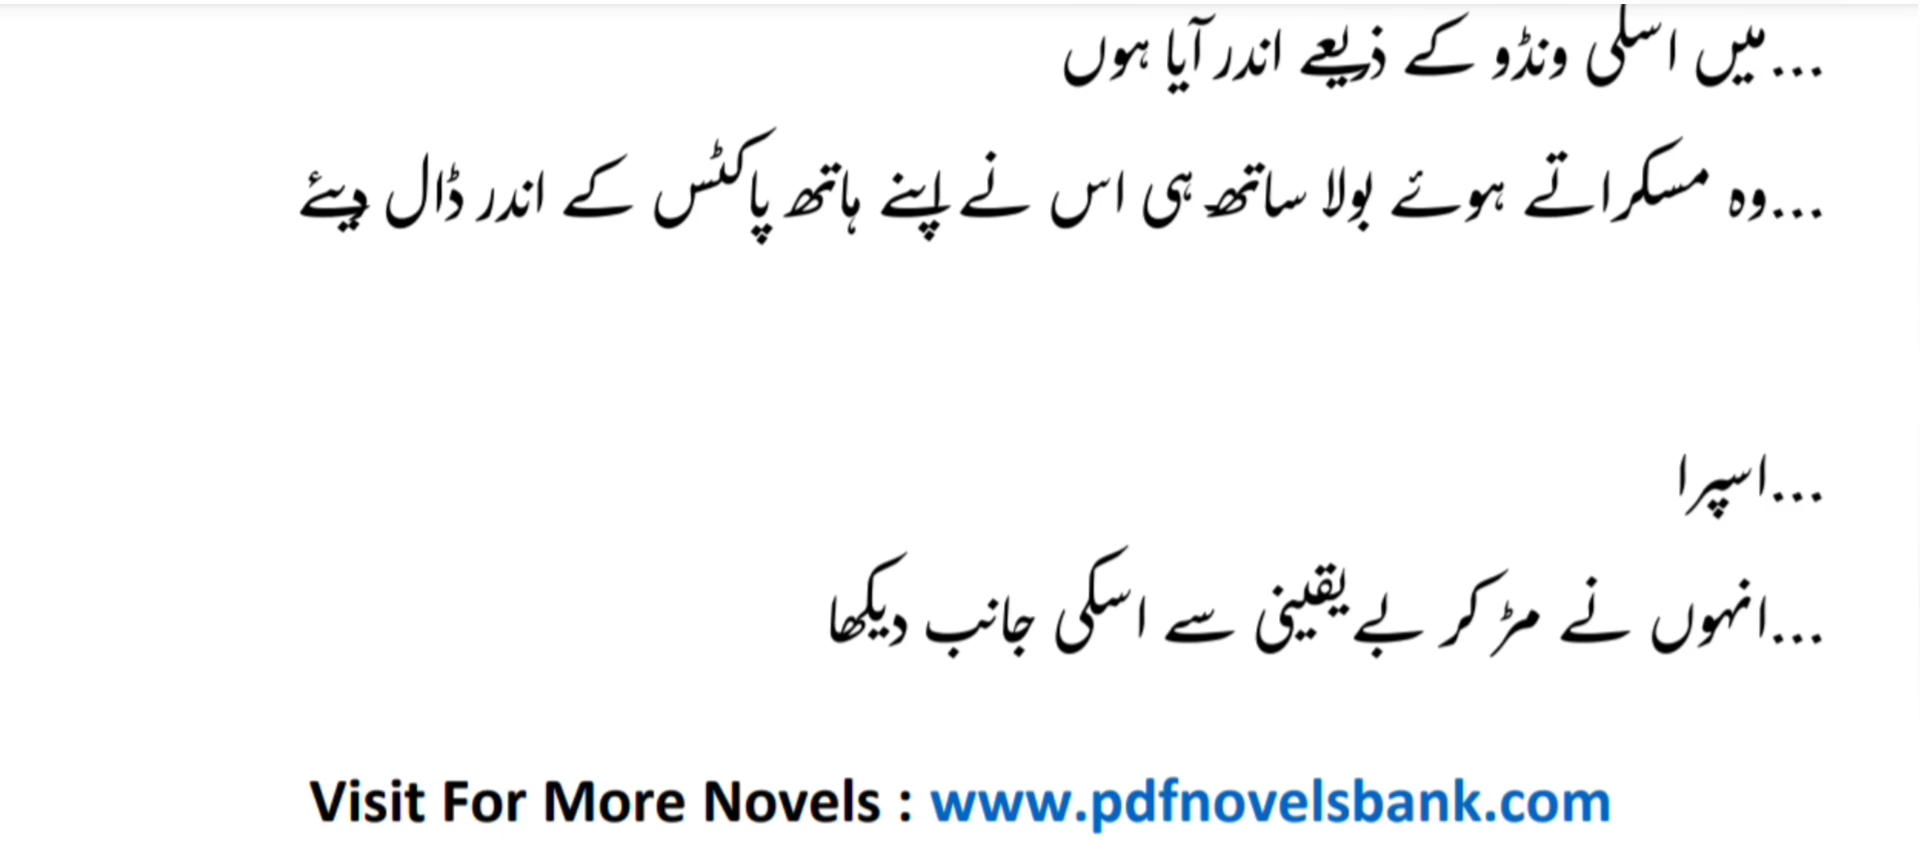 ...میں اسکی ونڈو کے ذریعے اندر آیا ہوں
...وہ مسکراتے ہوئے بولا ساتھ ہی اس نے اپنے ہاتھ پاکٹس کے اندر ڈال دیئے
...اسپرا
...انہوں نے مڑ کر بے یقینی سے اسکی جانب دیکھا
Visit For More Novels : www.pdfnovelsbank.com